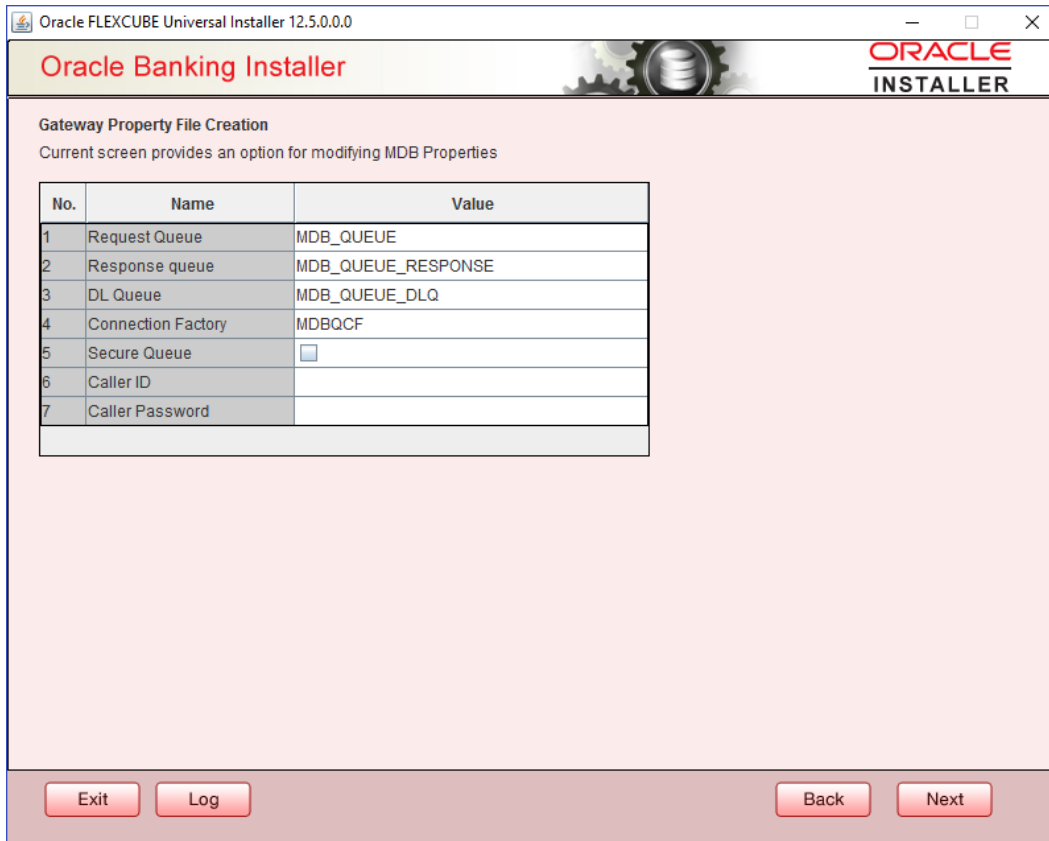 Oracle FLEXCUBE Universal Installer 12.5.0.0.0
Oracle Banking Installer
ORACLE
INSTALLER
Gateway Property File Creation
Current screen provides an option for modifying MDB Properties
No. Name Value
1 Request Queue MDB_QUEUE
2 Response queue MDB_QUEUE_RESPONSE
3 DL Queue MDB_QUEUE_DLQ
4 Connection Factory MDBQCF
5 Secure Queue
6 Caller ID
7 Caller Password
Exit Log Back Next